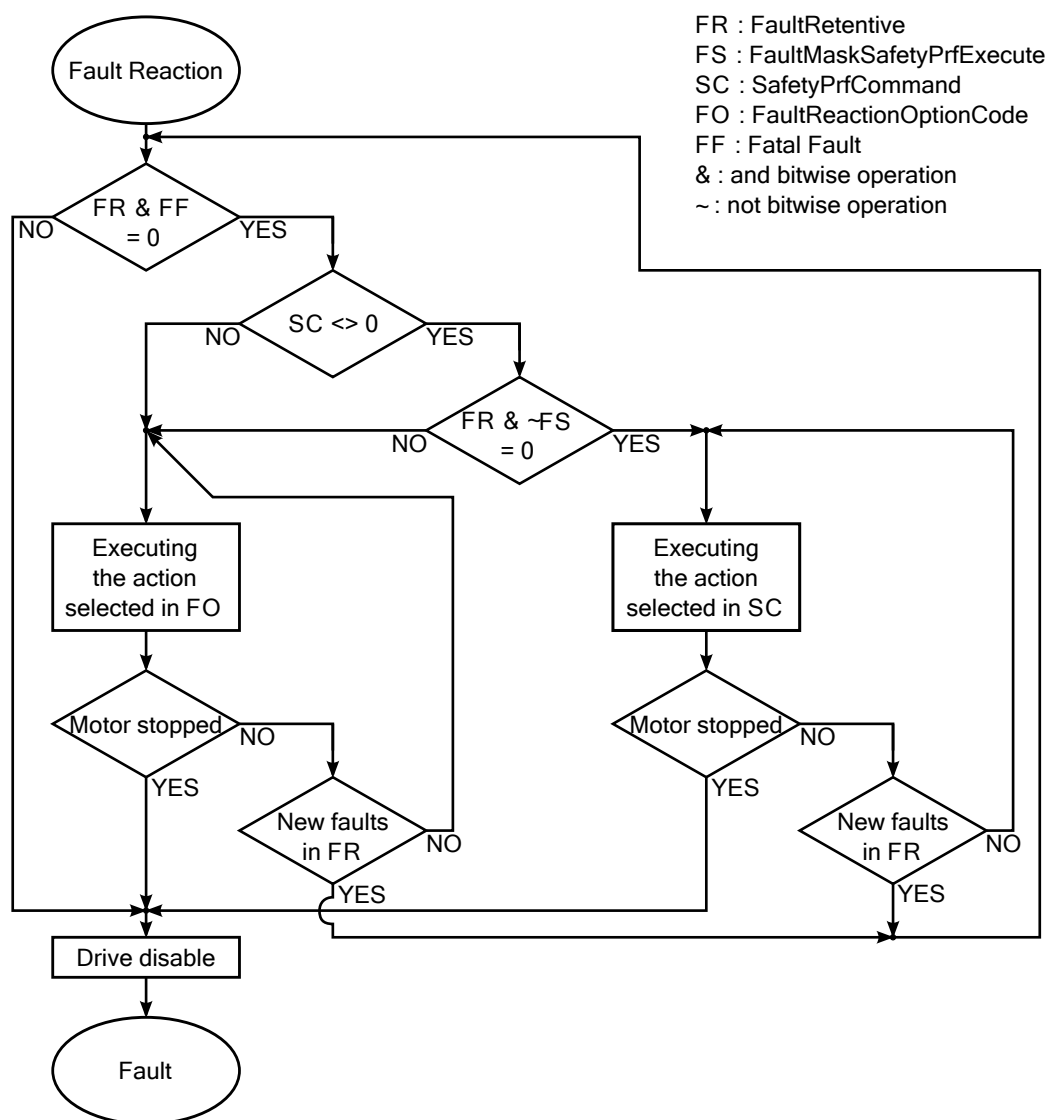 Fault Reaction
FR : FaultRetentive
FS : FaultMaskSafetyPrfExecute
SC : SafetyPrfCommand
FO : FaultReactionOptionCode
FF : Fatal Fault
& : and bitwise operation
~ : not bitwise operation
FR & FF
= 0
NO
YES
SC <> 0
NO
YES
FR & ~FS
= 0
NO
YES
Executing
the action
selected in FO
Executing
the action
selected in SC
Motor stopped
NO
YES
Motor stopped
NO
YES
New faults
in FR
NO
YES
New faults
in FR
NO
YES
Drive disable
Fault